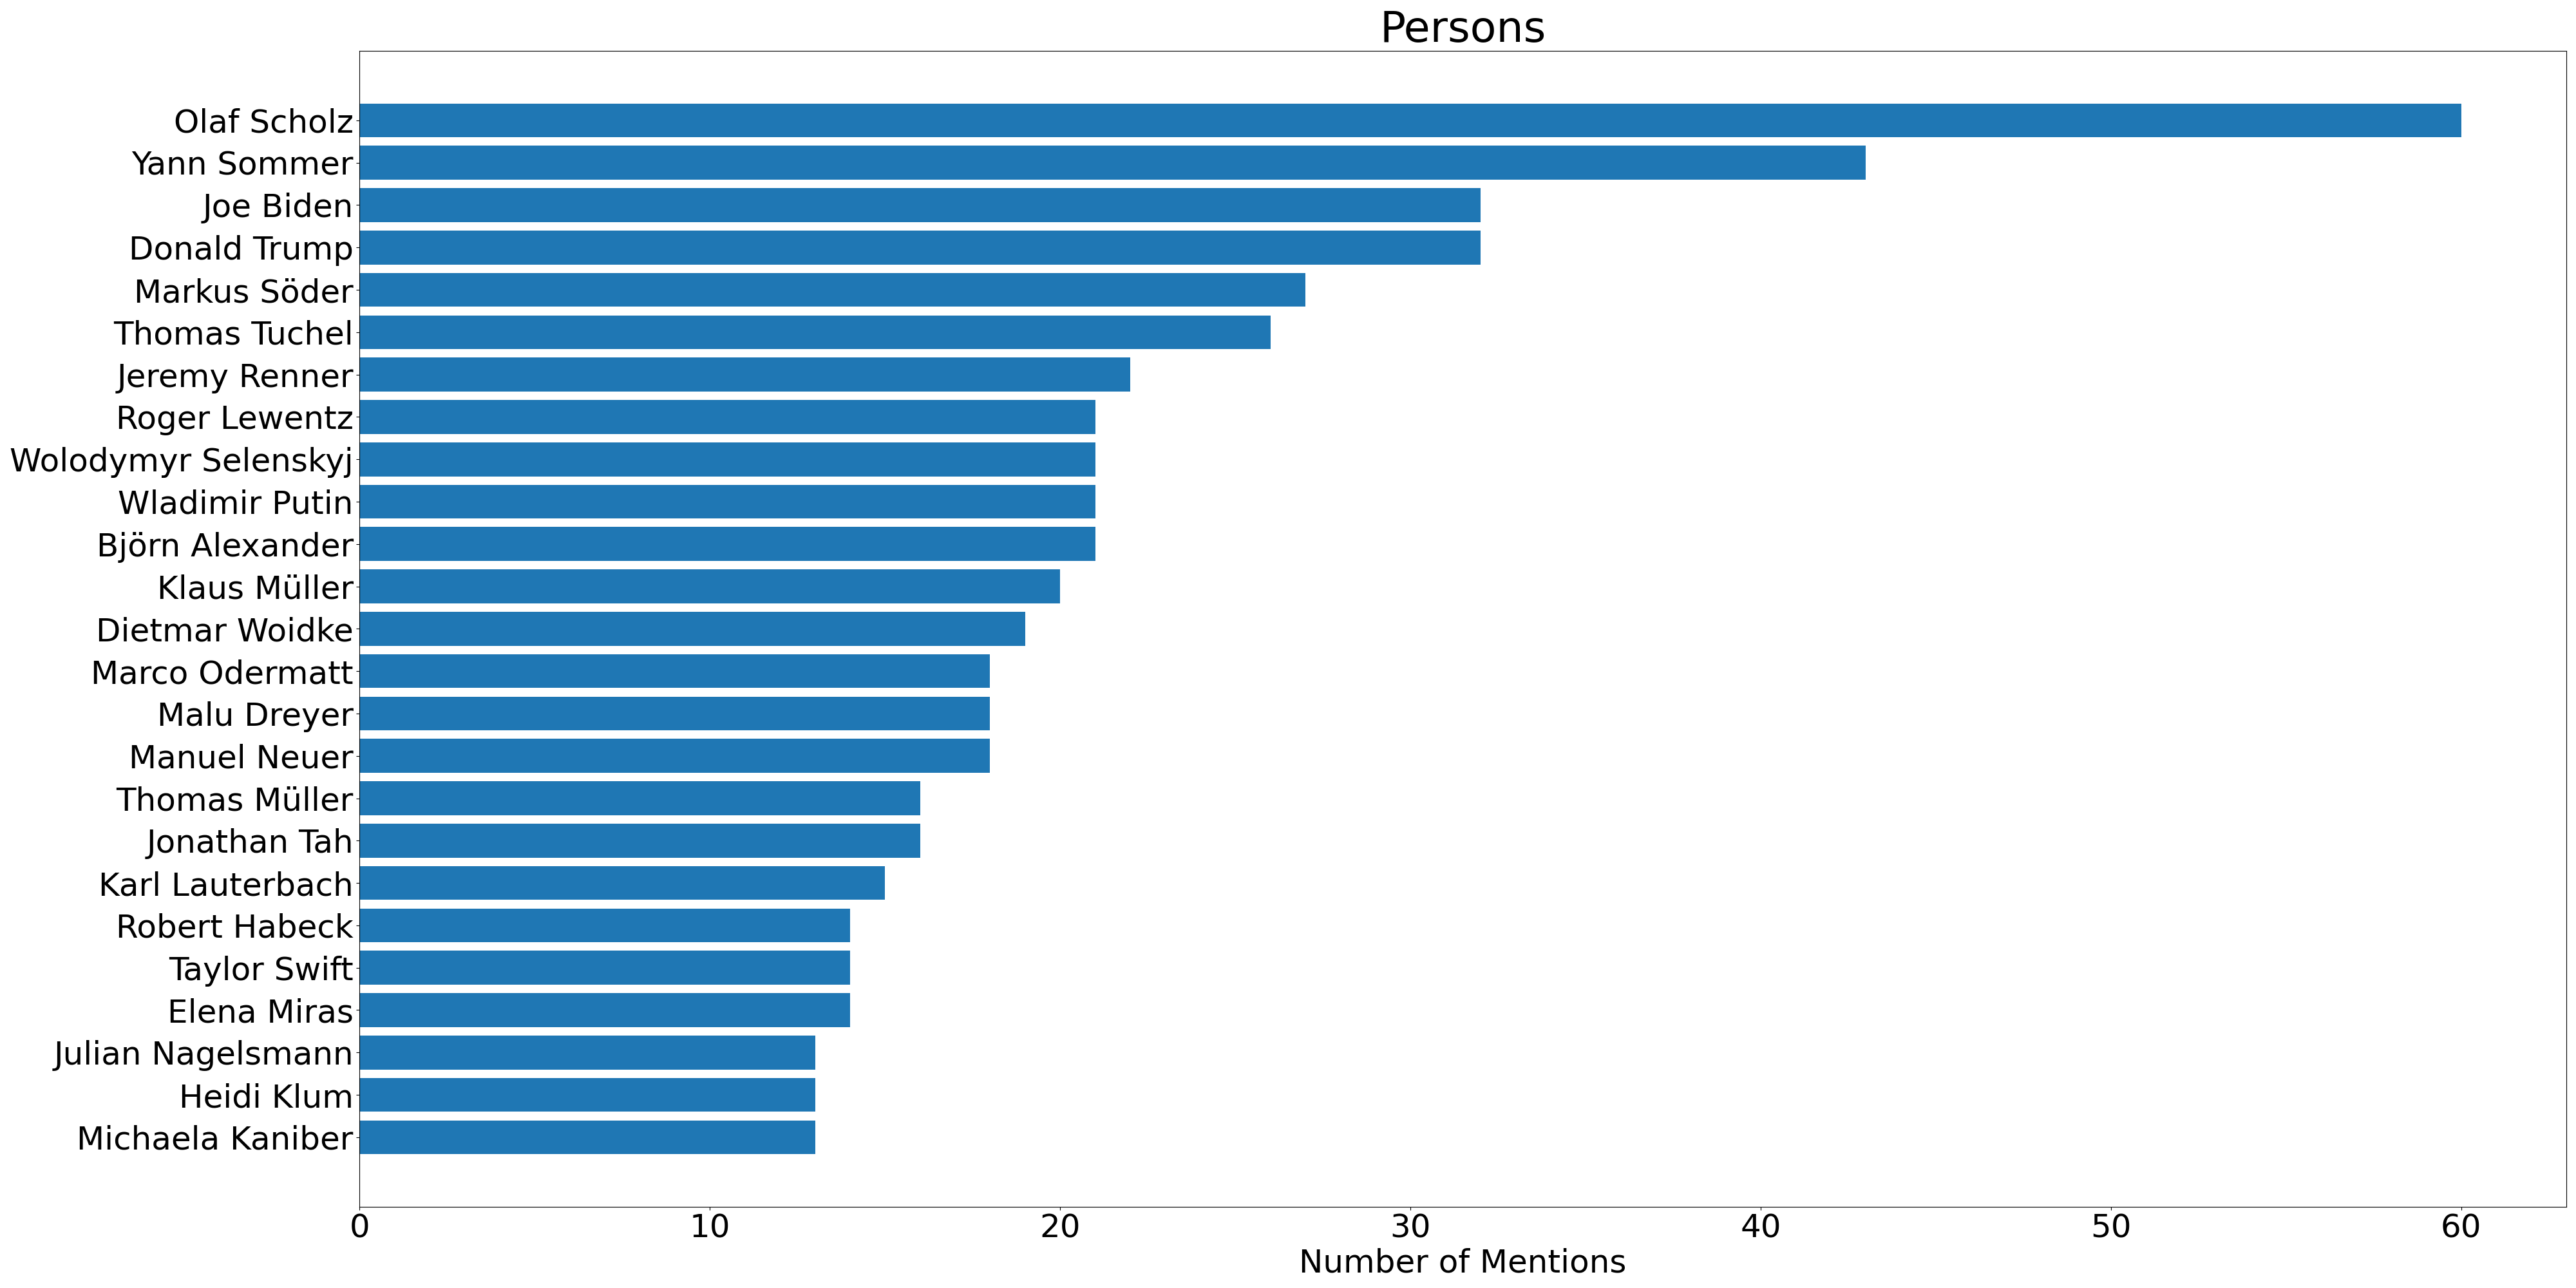 Persons
Olaf Scholz
Yann Sommer
Joe Biden
Donald Trump
Markus Söder
Thomas Tuchel
Jeremy Renner
Roger Lewentz
Wolodymyr Selenskyj
Wladimir Putin
Björn Alexander
Klaus Müller
Dietmar Woidke
Marco Odermatt
Malu Dreyer
Manuel Neuer
Thomas Müller
Jonathan Tah
Karl Lauterbach
Robert Habeck
Taylor Swift
Elena Miras
Julian Nagelsmann
Heidi Klum
Michaela Kaniber
0 10 20 30 40 50 60
Number of Mentions